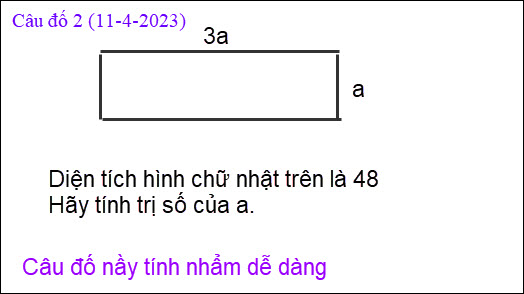 Câu đố 2 (11-4-2023)
3a
a
Diện tích hình chữ nhật trên là 48
Hãy tính trị số của a.
Câu đố nầy tính nhẩm dễ dàng